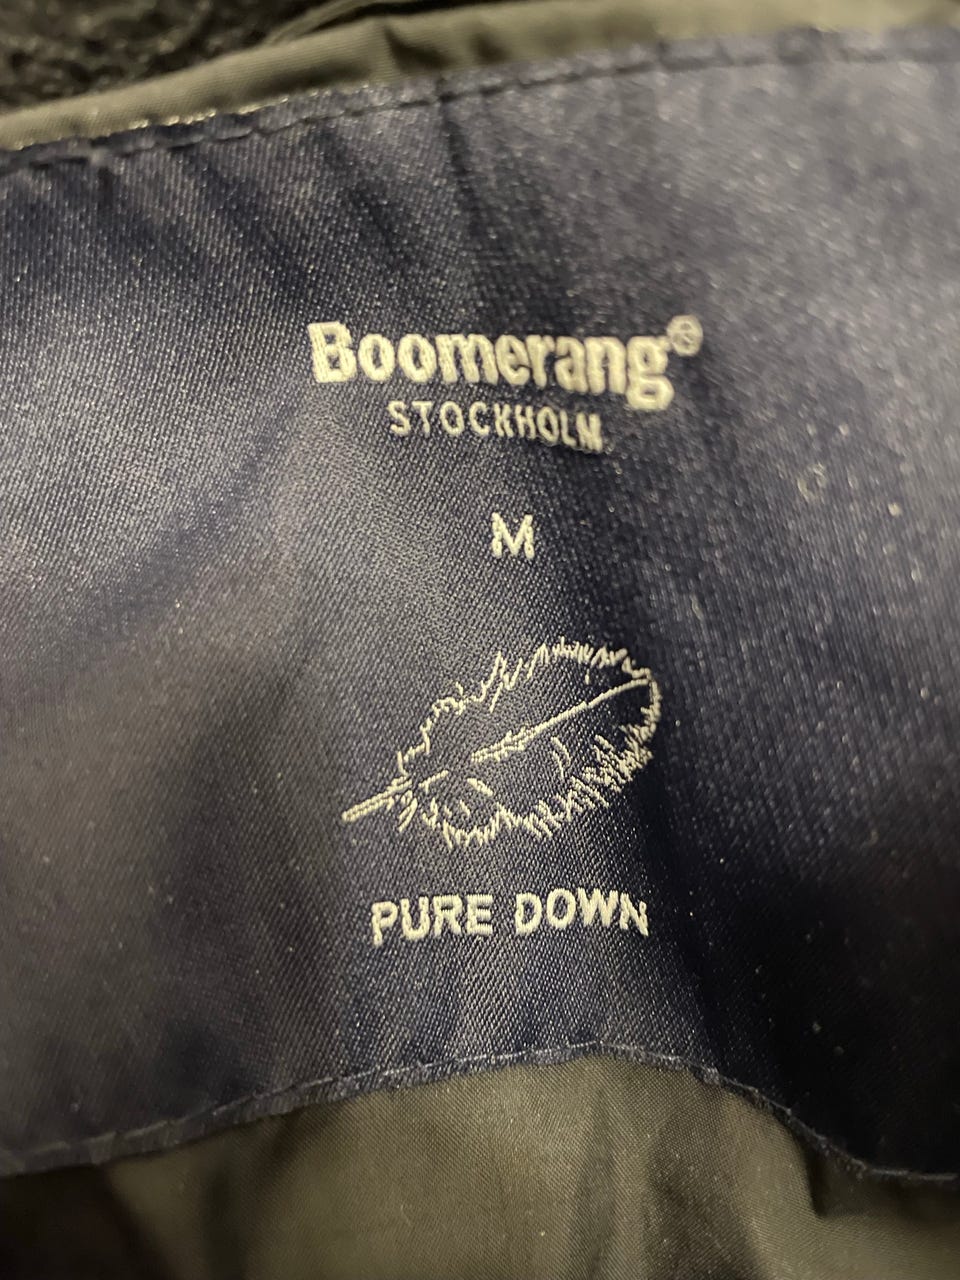 Boomerang®
STOCKHOLM
M
PURE DOWN